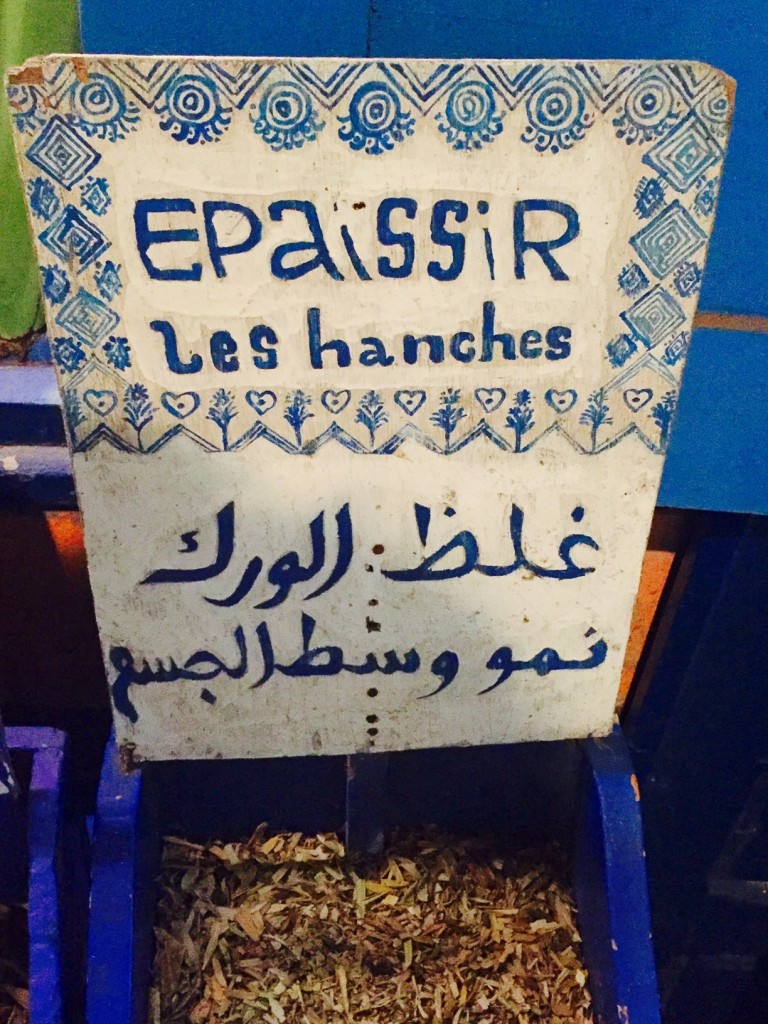 EPaiSSiR
les hanches
غلظ الورك
نمو وسط الجسم